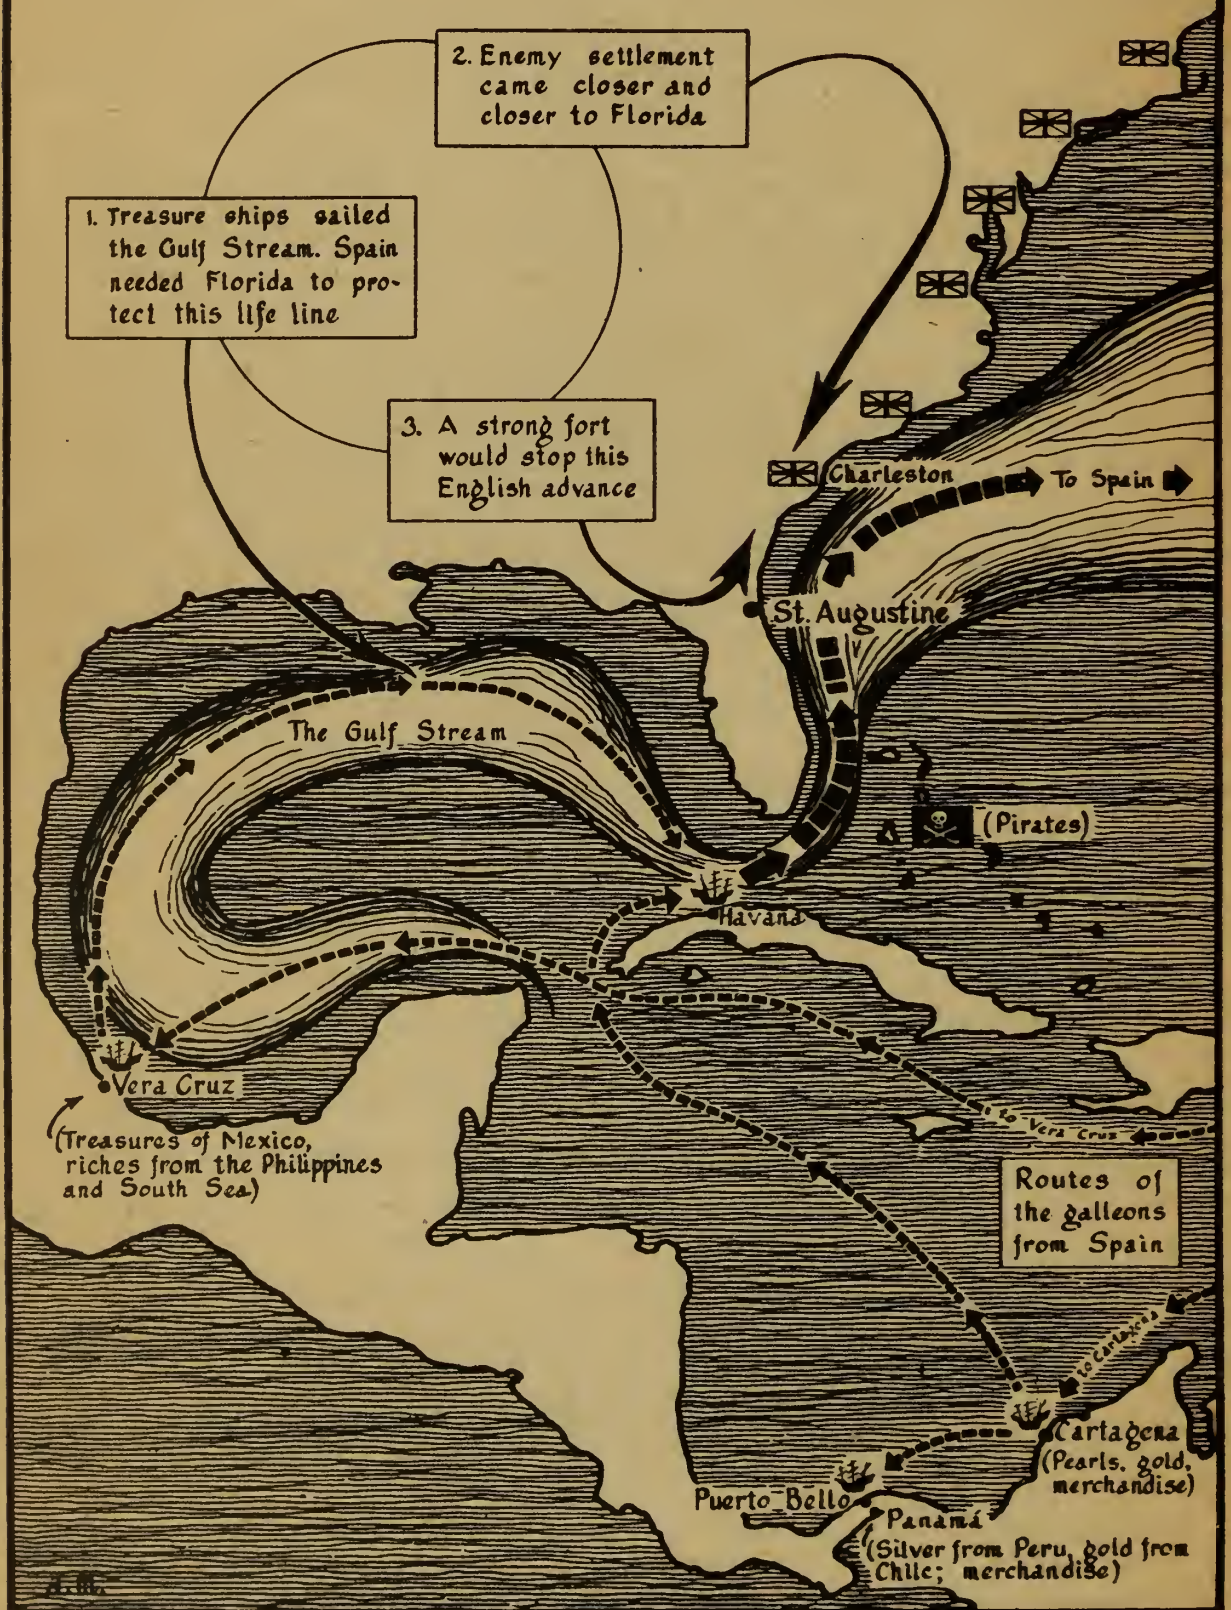 2. Enemy settlement
came closer and
closer to Florida
1. Treasure ships sailed
the Gulf Stream. Spain
needed Florida to pro-
tect this life line
3. A strong fort
would stop this
English advance
Charleston
To Spain
St. Augustine
The Gulf Stream
(Pirates)
Havana
Vera Cruz
(Treasures of Mexico,
riches from the Philippines
and South Sea)
to Vera Cruz
Routes of
the galleons
from Spain
to Cartagena
Cartagena
(Pearls, gold,
merchandise)
Puerto Bello
Panamá
(Silver from Peru, gold from
Chile; merchandise)